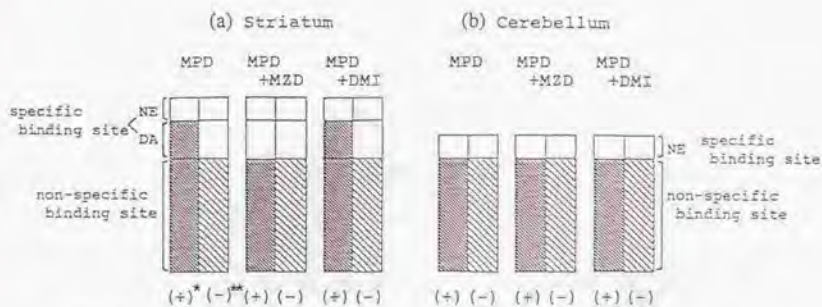 (a) Striatum
(b) Cerebellum
MPD MPD +MZD MPD +DMI
MPD MPD +MZD MPD +DMI
specific binding site
NE
DA
non-specific binding site
NE
specific binding site
non-specific binding site
(+)* (-)** (+) (-) (+) (-)
(+) (-) (+) (-) (+) (-)